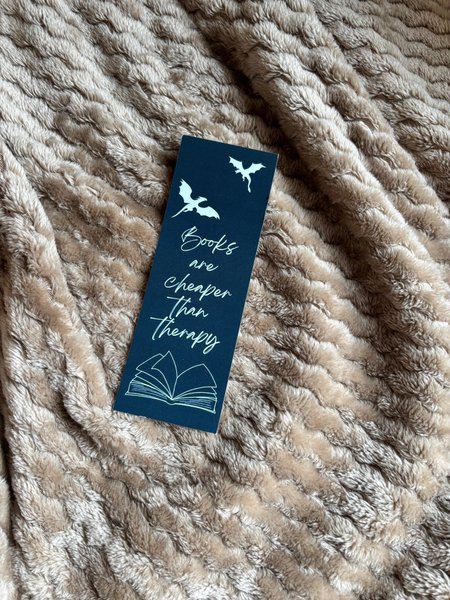 Books
are
cheaper
than
therapy